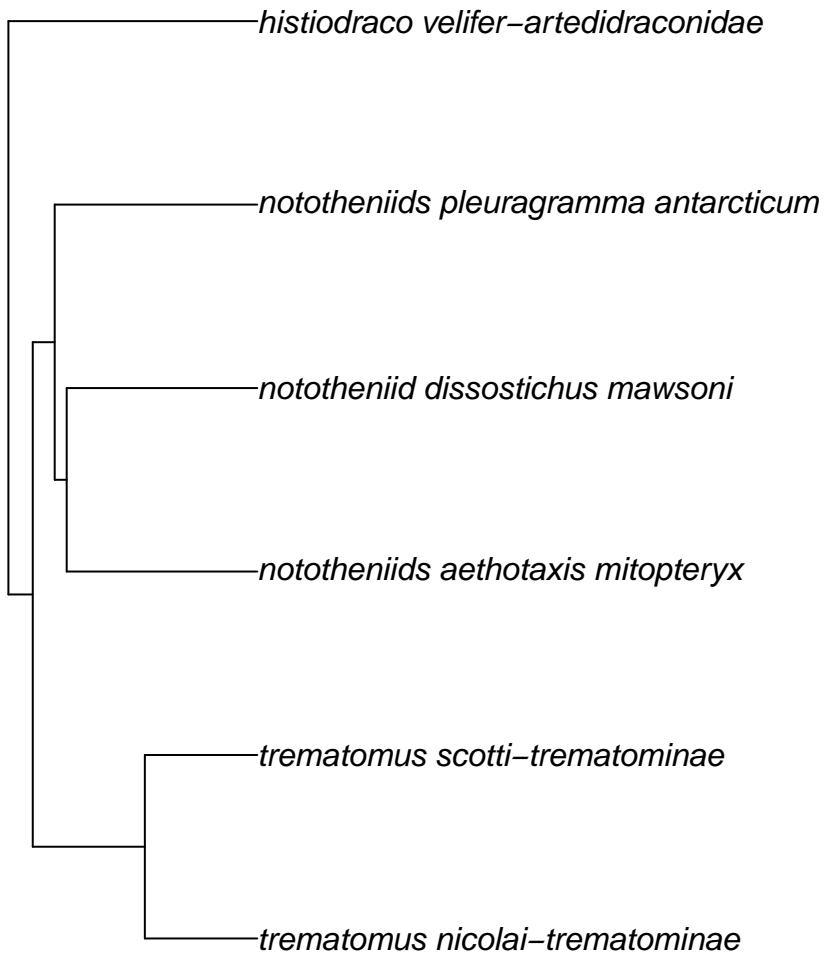 histiodraco velifer−artedidraconidae
nototheniids pleuragramma antarcticum
nototheniid dissostichus mawsoni
nototheniids aethotaxis mitopteryx
trematomus scotti−trematominae
trematomus nicolai−trematominae